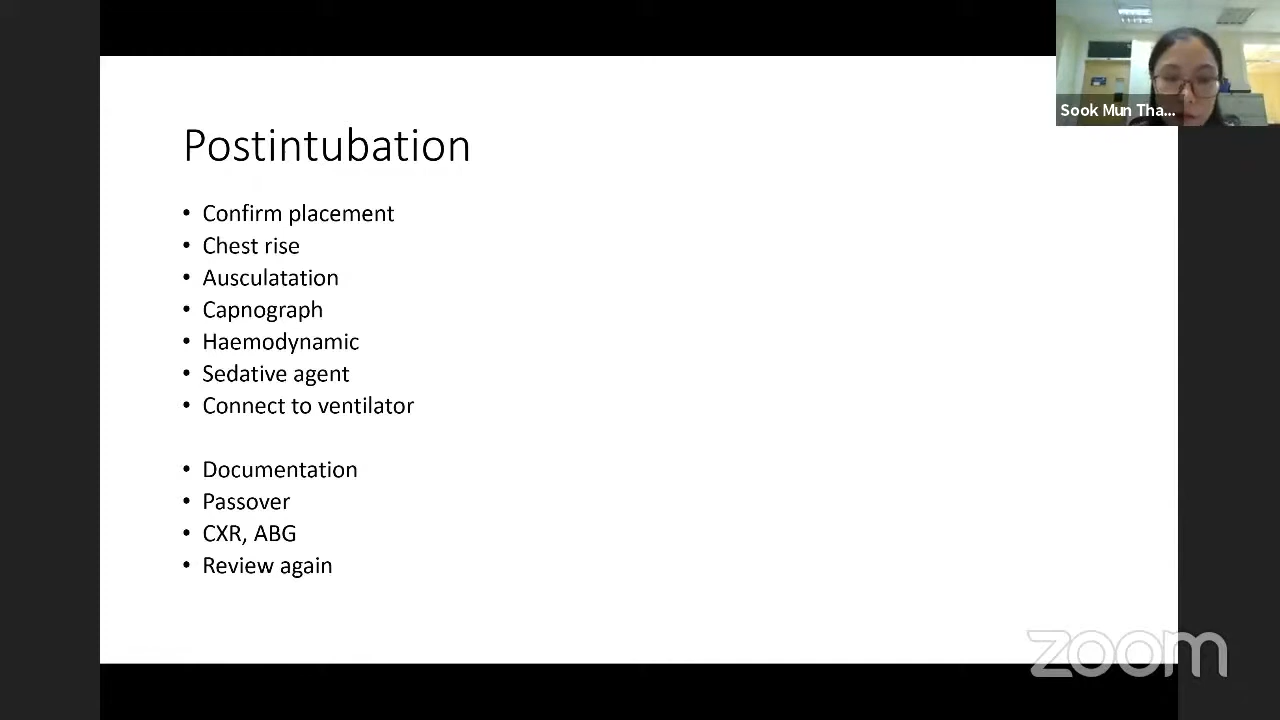 Postintubation
• Confirm placement
• Chest rise
• Ausculatation
• Capnograph
• Haemodynamic
• Sedative agent
• Connect to ventilator
• Documentation
• Passover
• CXR, ABG
• Review again
Sook Mun Tha...
zoom